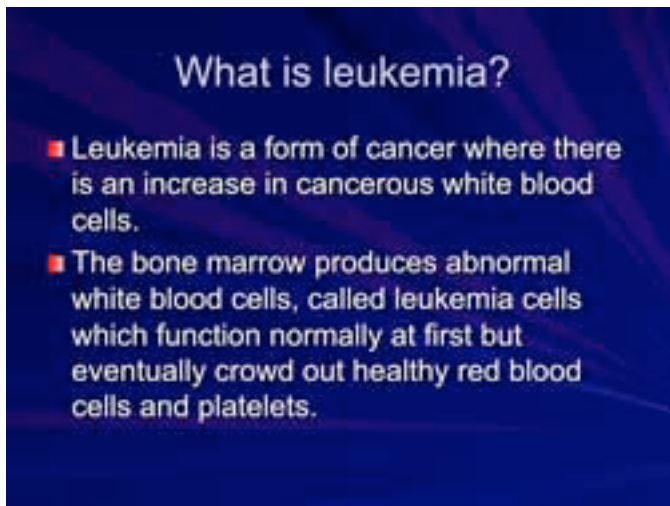 What is leukemia?
Leukemia is a form of cancer where there
is an increase in cancerous white blood
cells.
The bone marrow produces abnormal
white blood cells, called leukemia cells
which function normally at first but
eventually crowd out healthy red blood
cells and platelets.